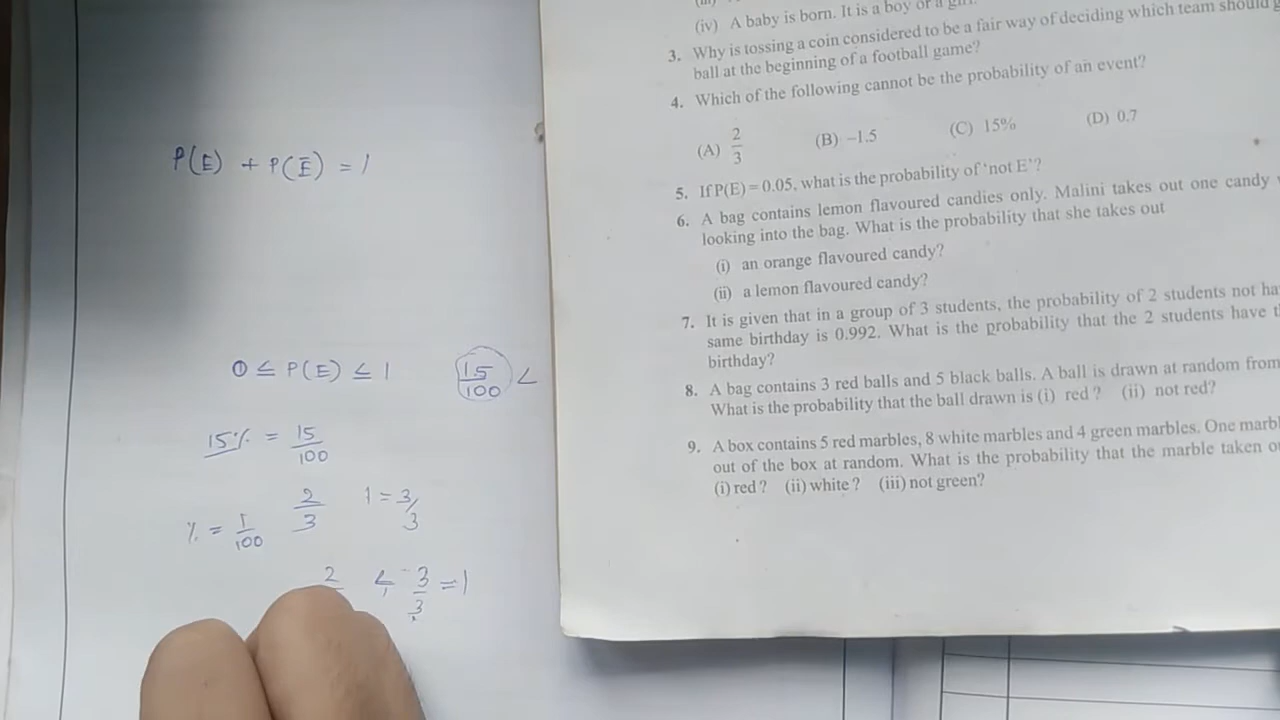 P(E) + P(Ē) = 1
0 ≤ P(E) ≤ 1
15/100 <
15% = 15/100
2/3 1 = 3/3
% = 1/100
2 < 3/3 = 1
(iv) A baby is born. It is a boy or a girl.
3. Why is tossing a coin considered to be a fair way of deciding which team should
ball at the beginning of a football game?
4. Which of the following cannot be the probability of an event?
(A) 2/3 (B) –1.5 (C) 15% (D) 0.7
5. If P(E) = 0.05, what is the probability of 'not E'?
6. A bag contains lemon flavoured candies only. Malini takes out one candy
looking into the bag. What is the probability that she takes out
(i) an orange flavoured candy?
(ii) a lemon flavoured candy?
7. It is given that in a group of 3 students, the probability of 2 students not ha
same birthday is 0.992. What is the probability that the 2 students have
birthday?
8. A bag contains 3 red balls and 5 black balls. A ball is drawn at random from
What is the probability that the ball drawn is (i) red ? (ii) not red?
9. A box contains 5 red marbles, 8 white marbles and 4 green marbles. One marbl
out of the box at random. What is the probability that the marble taken
(i) red ? (ii) white ? (iii) not green?